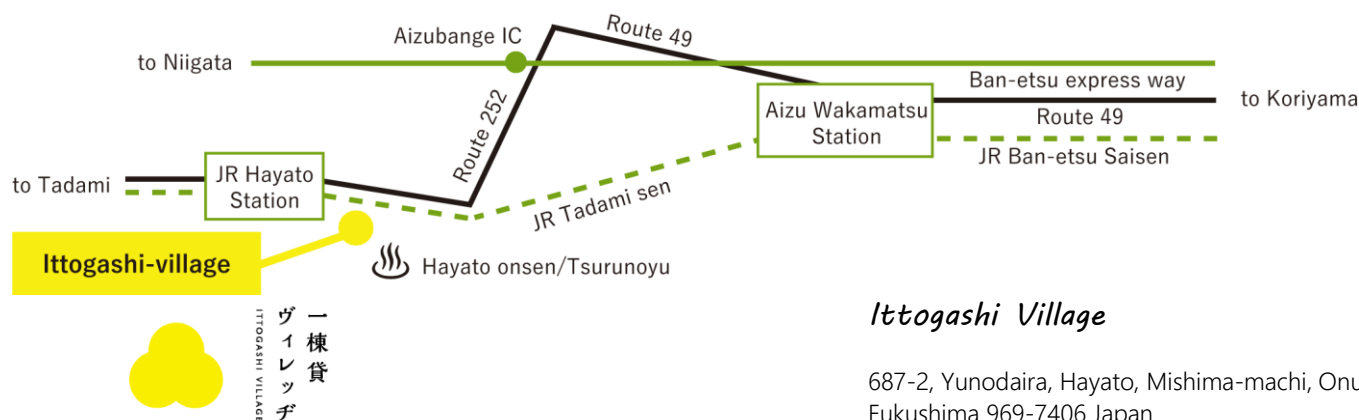 Route 49
Aizubange IC
to Niigata
Ban-etsu express way
to Koriyama
Aizu Wakamatsu
Station
Route 49
Route 252
JR Ban-etsu Saisen
JR Hayato
Station
to Tadami
JR Tadami sen
Ittogashi-village
Hayato onsen/Tsurunoyu
一棟貸
ヴィレッヂ
ITTOGASHI VILLAGE
Ittogashi Village
687-2, Yunodaira, Hayato, Mishima-machi, Onu
Fukushima 969-7406 Japan